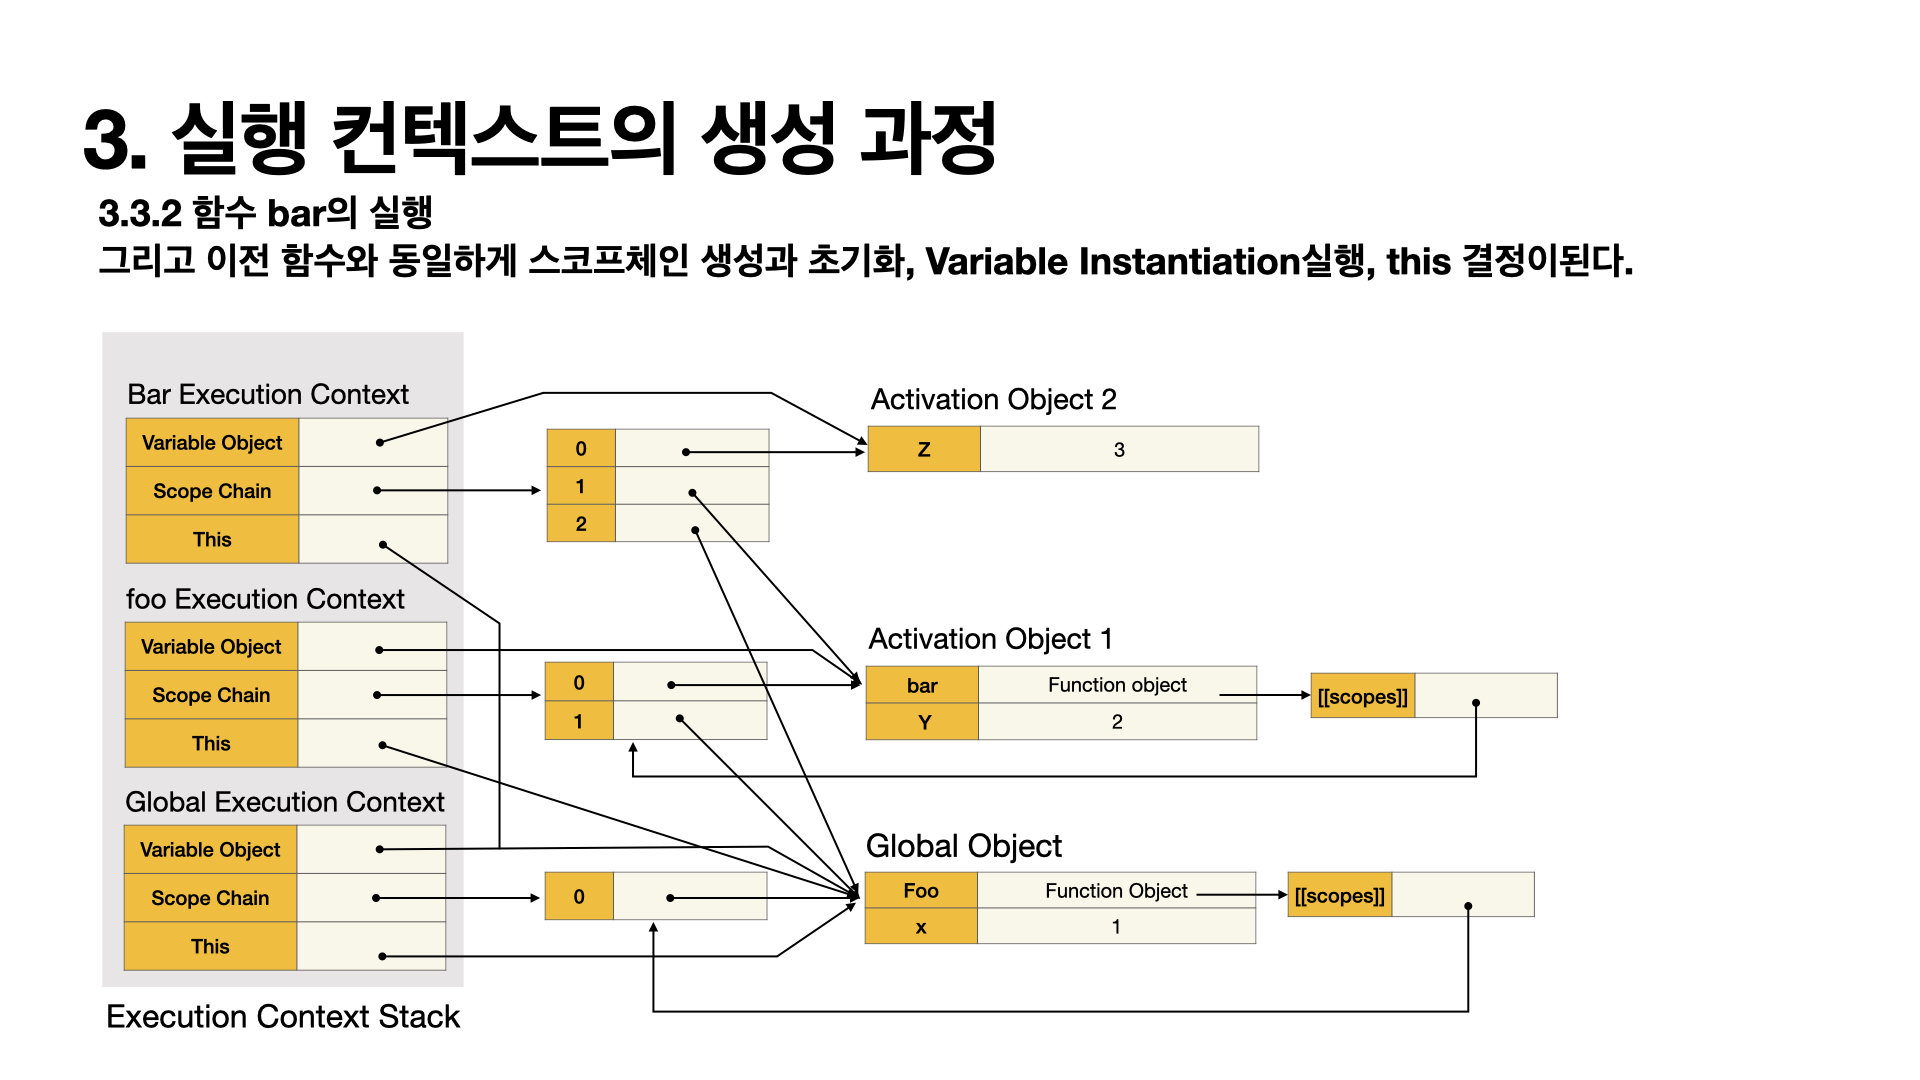 3. 실행 컨텍스트의 생성 과정
3.3.2 함수 bar의 실행
그리고 이전 함수와 동일하게 스코프체인 생성과 초기화, Variable Instantiation실행, this 결정이된다.
Bar Execution Context
Variable Object
Scope Chain
This
0
1
2
Activation Object 2
Z 3
foo Execution Context
Variable Object
Scope Chain
This
0
1
Activation Object 1
bar Function object
Y 2
[[scopes]]
Global Execution Context
Variable Object
Scope Chain
This
0
Global Object
Foo Function Object
x 1
[[scopes]]
Execution Context Stack